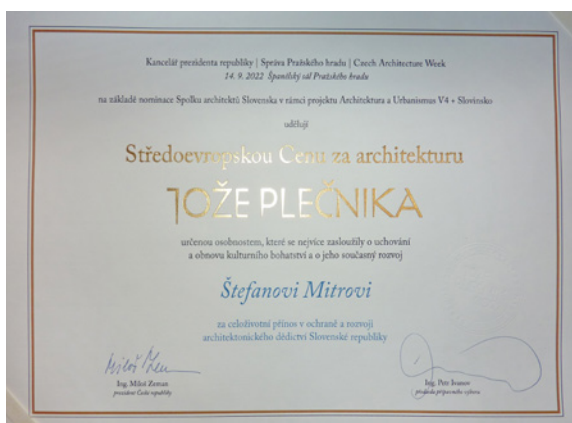 Kancelář prezidenta republiky | Správa Pražského hradu | Czech Architecture Week
14. 9. 2022 Španělský sál Pražského hradu
na základě nominace Spolku architektů Slovenska v rámci projektu Architektura a Urbanismus V4 + Slovinsko
udělují
Středoevropskou Cenu za architekturu
JOŽE PLEČNIKA
určenou osobnostem, které se nejvíce zasloužily o uchování
a obnovu kulturního bohatství a o jeho současný rozvoj
Štefanovi Mitrovi
za celoživotní přínos v ochraně a rozvoji
architektonického dědictví Slovenské republiky
Ing. Miloš Zeman
prezident České republiky
Ing. Petr Ivanov
předseda přípravného výboru